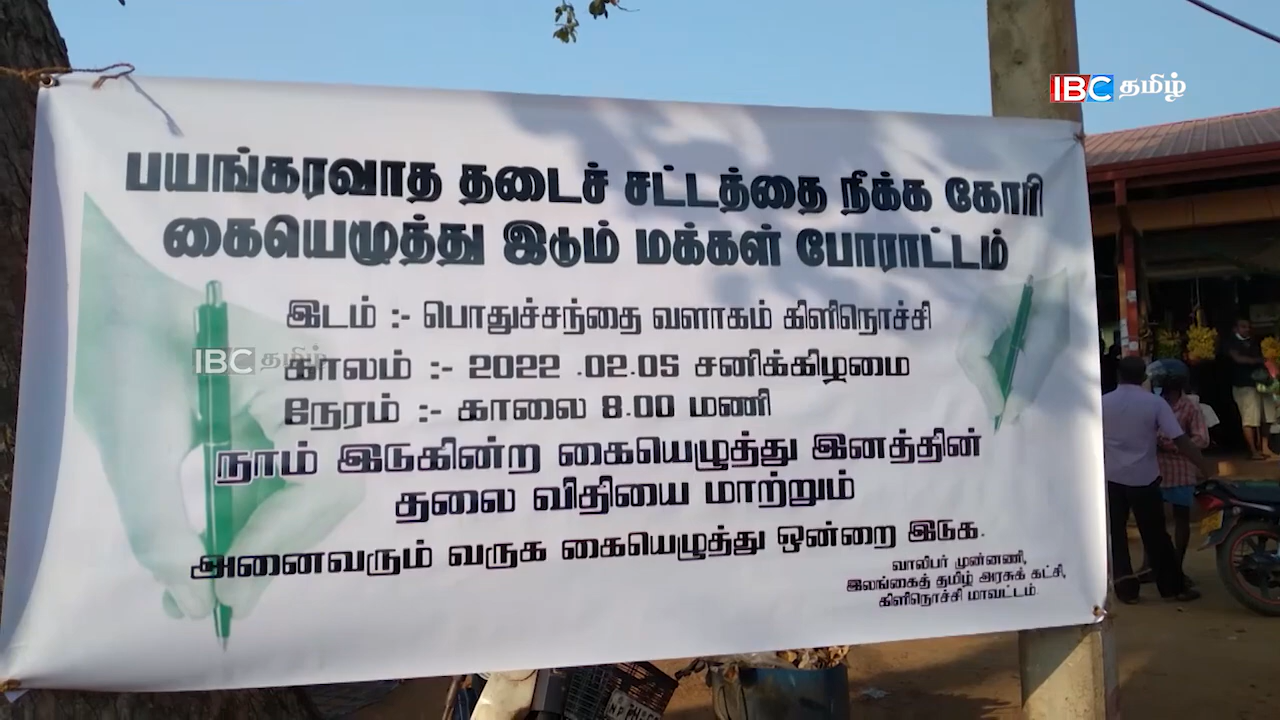 IBC தமிழ்
பயங்கரவாத தடைச் சட்டத்தை நீக்க கோரி
கையெழுத்து இடும் மக்கள் போராட்டம்
இடம் :- பொதுச்சந்தை வளாகம் கிளிநொச்சி
IBC தமிழ்
காலம் :- 2022 .02.05 சனிக்கிழமை
நேரம் :- காலை 8.00 மணி
நாம் இடுகின்ற கையெழுத்து இனத்தின்
தலை விதியை மாற்றும்
அனைவரும் வருக கையெழுத்து ஒன்றை இடுக.
வாலிபர் முன்னணி,
இலங்கைத் தமிழ் அரசுக் கட்சி,
கிளிநொச்சி மாவட்டம்.